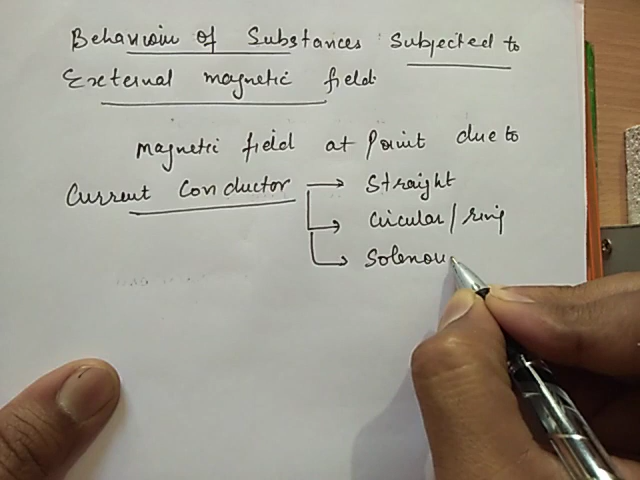 Behaviour of Substances Subjected to
External magnetic field.
magnetic field at Point due to
Current Conductor → Straight
→ Circular / ring
→ Solenoi